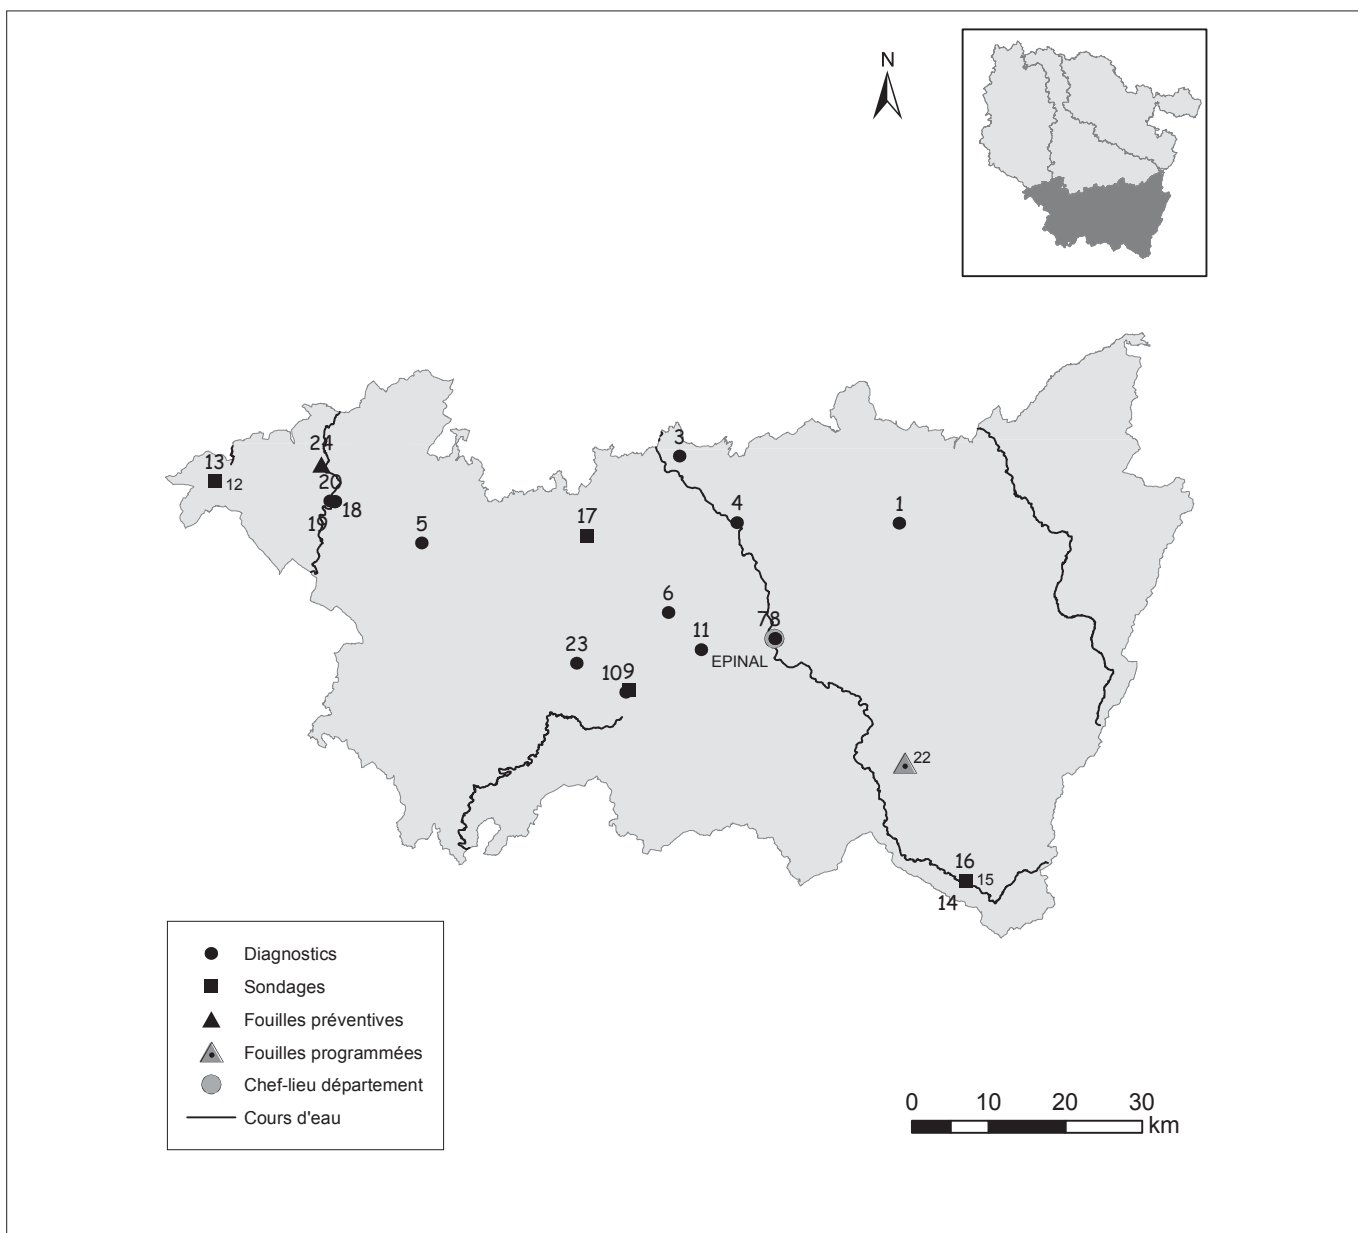 N
3
24
13
12
20
18
19
4
1
17
5
6
78
11
EPINAL
23
109
22
16
15
14
Diagnostics
Sondages
Fouilles préventives
Fouilles programmées
Chef-lieu département
Cours d'eau
0 10 20 30
km